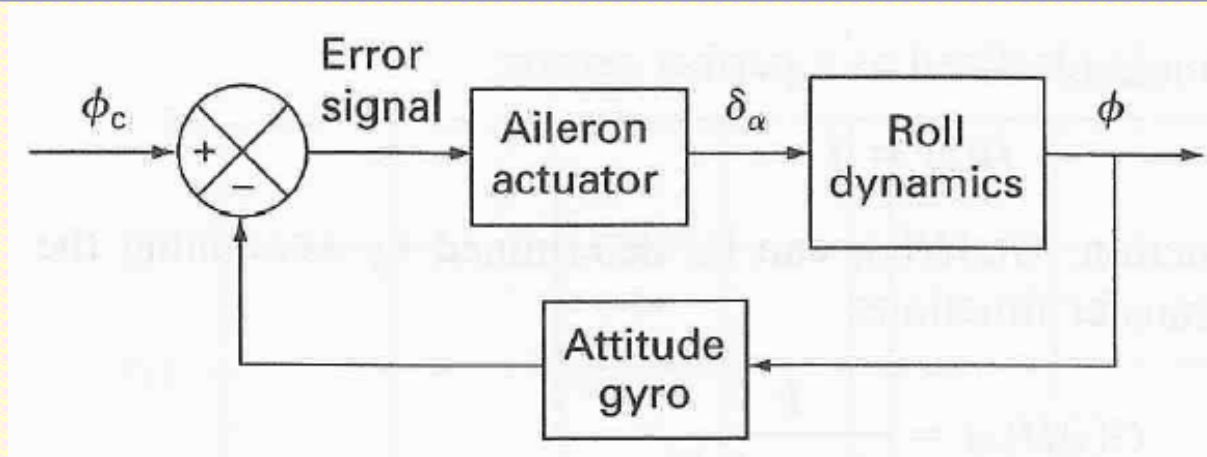 Error
signal
ϕc
+
−
Aileron
actuator
δα
Roll
dynamics
ϕ
Attitude
gyro